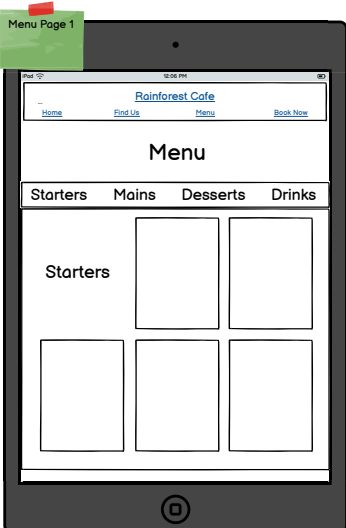 Menu Page 1
iPad 12:06 PM
Rainforest Cafe
Home Find Us Menu Book Now
Menu
Starters Mains Desserts Drinks
Starters